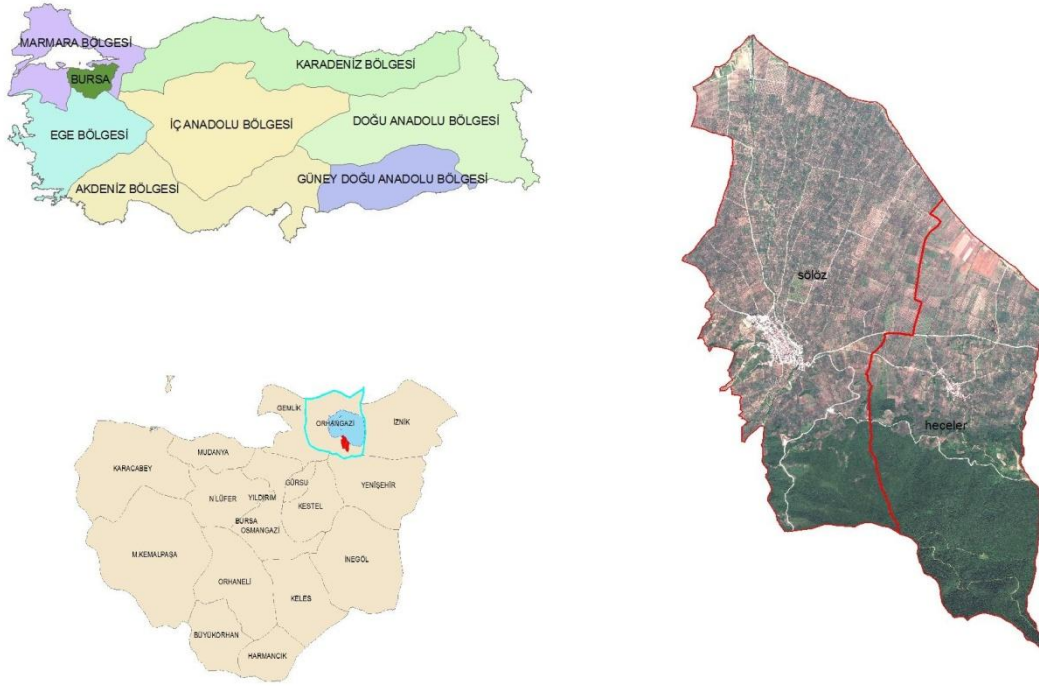 MARMARA BÖLGESİ
KARADENİZ BÖLGESİ
BURSA
EGE BÖLGESİ
İÇ ANADOLU BÖLGESİ
DOĞU ANADOLU BÖLGESİ
AKDENİZ BÖLGESİ
GÜNEY DOĞU ANADOLU BÖLGESİ
GEMLİK
ORHANGAZİ
İZNİK
MUDANYA
KARACABEY
GÜRSU
YENİŞEHİR
NİLÜFER
YILDIRIM
KESTEL
BURSA
OSMANGAZİ
M.KEMALPAŞA
İNEGÖL
ORHANELİ
KELES
BÜYÜKORHAN
HARMANCIK
sölöz
heceler